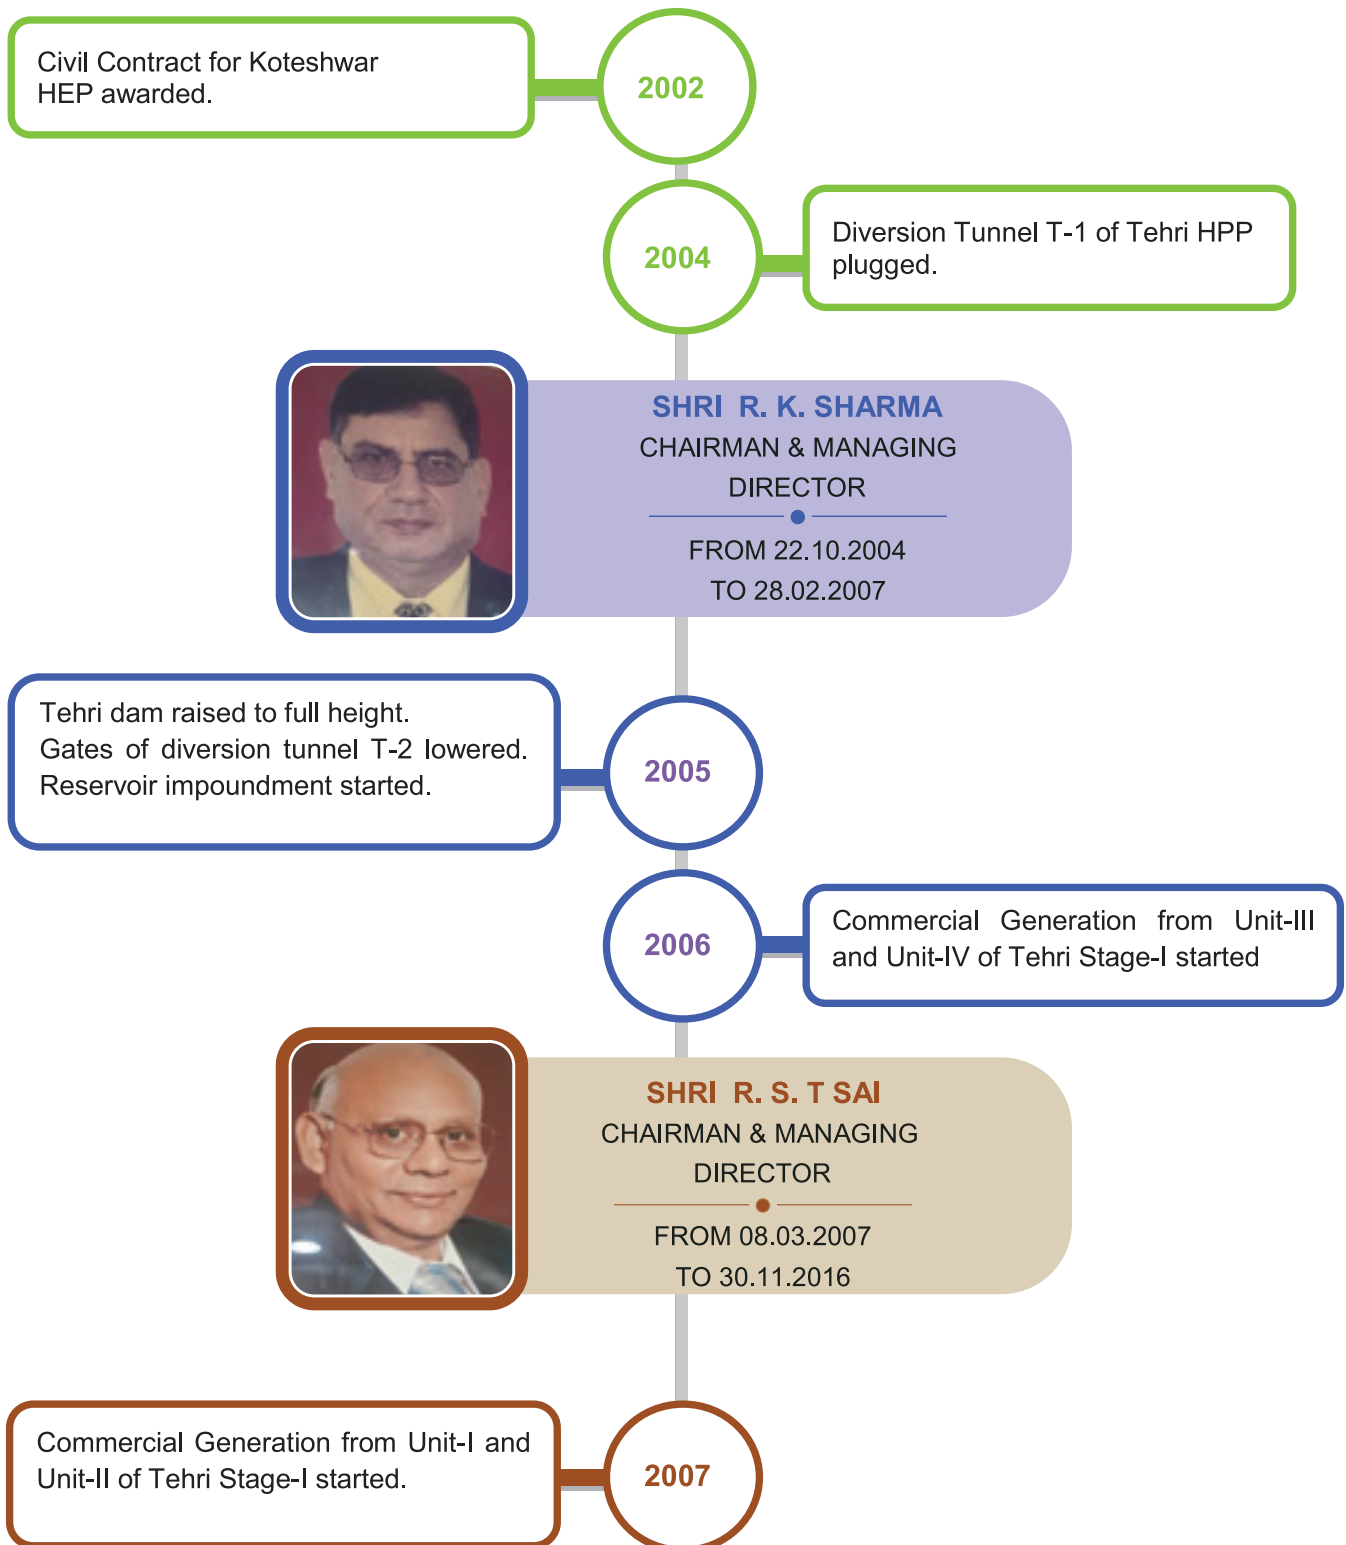 Civil Contract for Koteshwar
HEP awarded.
2002
2004
Diversion Tunnel T-1 of Tehri HPP
plugged.
SHRI R. K. SHARMA
CHAIRMAN & MANAGING
DIRECTOR
FROM 22.10.2004
TO 28.02.2007
Tehri dam raised to full height.
Gates of diversion tunnel T-2 lowered.
Reservoir impoundment started.
2005
2006
Commercial Generation from Unit-III
and Unit-IV of Tehri Stage-I started
SHRI R. S. T SAI
CHAIRMAN & MANAGING
DIRECTOR
FROM 08.03.2007
TO 30.11.2016
Commercial Generation from Unit-I and
Unit-II of Tehri Stage-I started.
2007